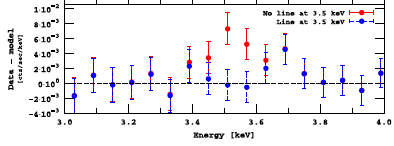 1·10⁻²
8·10⁻³
6·10⁻³
4·10⁻³
2·10⁻³
0·10⁰
-2·10⁻³
-4·10⁻³
Data - model
[cts/sec/keV]
No line at 3.5 keV
Line at 3.5 keV
3.0 3.2 3.4 3.6 3.8 4.0
Energy [keV]